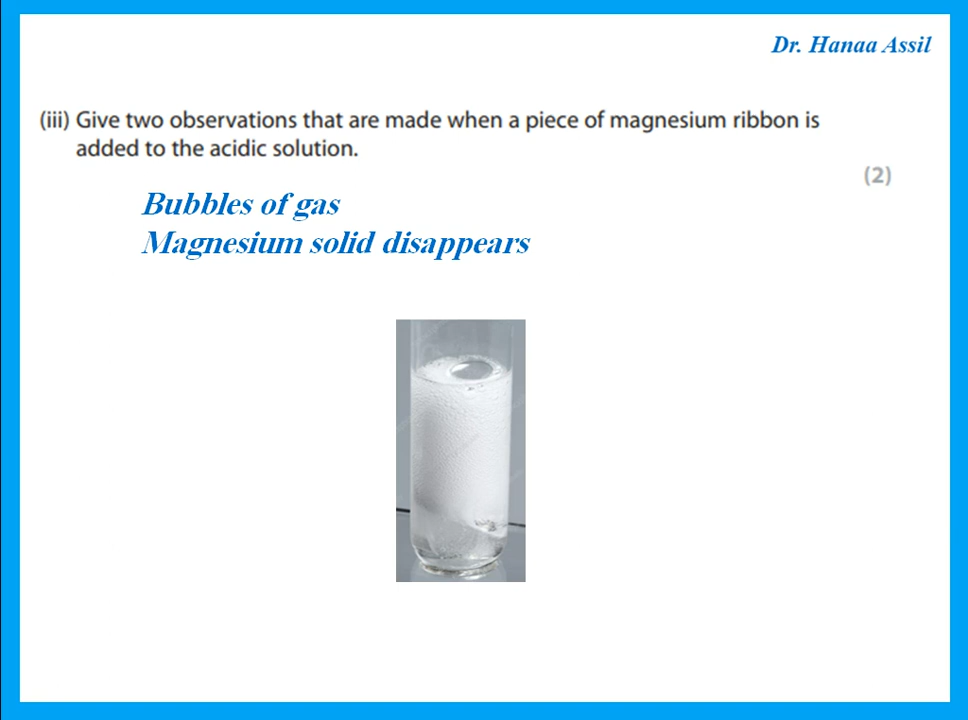 Dr. Hanaa Assil
(iii) Give two observations that are made when a piece of magnesium ribbon is
added to the acidic solution.
(2)
Bubbles of gas
Magnesium solid disappears